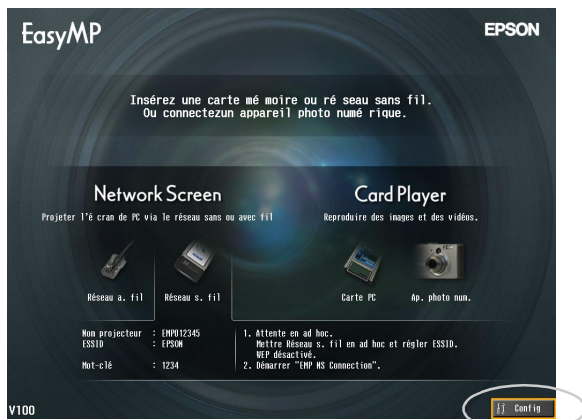 EasyMP
EPSON
Insérez une carte mé moire ou ré seau sans fil.
Ou connectezun appareil photo numé rique.
Network Screen
Projeter l'é cran de PC via le réseau sans ou avec fil
Réseau a. fil
Réseau s. fil
Card Player
Reproduire des images et des vidéos.
Carte PC
Ap. photo num.
Nom projecteur : EMP012345
ESSID : EPSON
Mot-clé : 1234
1. Attente en ad hoc.
Mettre Réseau s. fil en ad hoc et régler ESSID.
WEP désactivé.
2. Démarrer "EMP NS Connection".
V100
Config